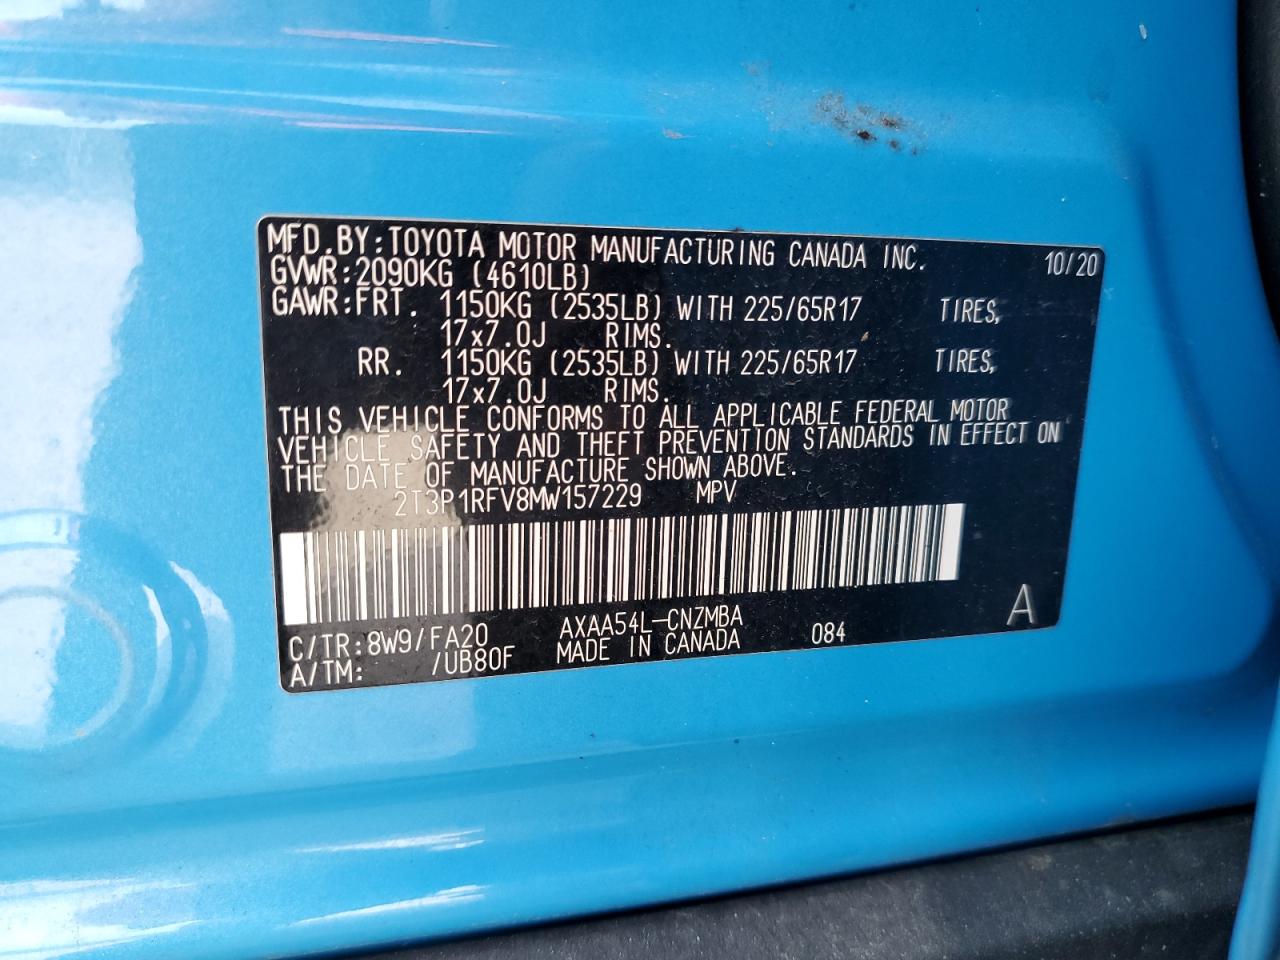 MFD.BY:TOYOTA MOTOR MANUFACTURING CANADA INC. 10/20
GVWR:2090KG (4610LB)
GAWR:FRT. 1150KG (2535LB) WITH 225/65R17 TIRES,
17x7.0J RIMS.
RR. 1150KG (2535LB) WITH 225/65R17 TIRES,
17x7.0J RIMS.
THIS VEHICLE CONFORMS TO ALL APPLICABLE FEDERAL MOTOR
VEHICLE SAFETY AND THEFT PREVENTION STANDARDS IN EFFECT ON
THE DATE OF MANUFACTURE SHOWN ABOVE.
2T3P1RFV8MW157229 MPV
C/TR:8W9/FA20 AXAA54L-CNZMBA 084 A
A/TM: /UB80F MADE IN CANADA